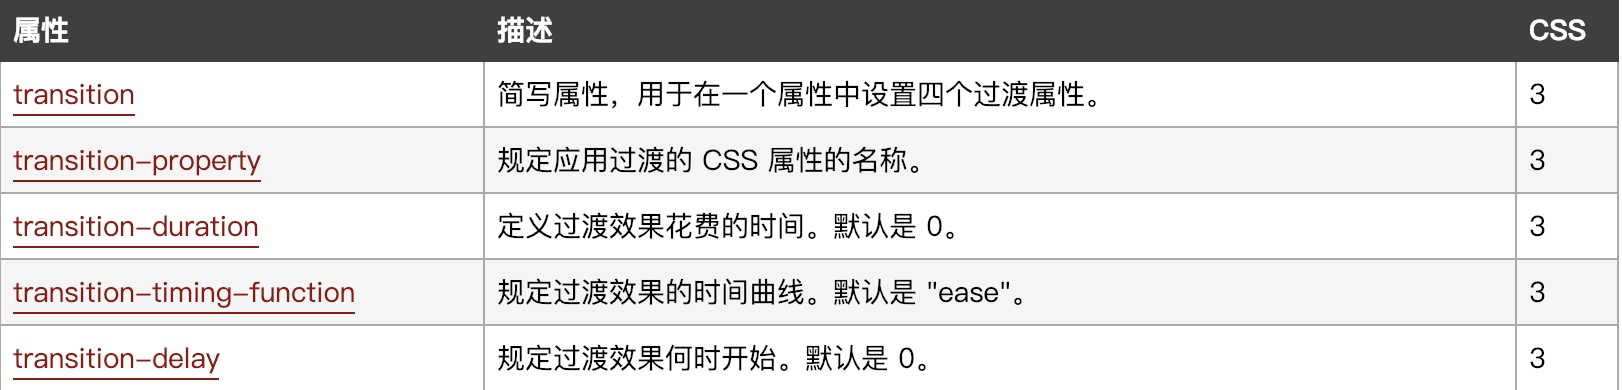 属性 描述 CSS
transition 简写属性，用于在一个属性中设置四个过渡属性。 3
transition-property 规定应用过渡的 CSS 属性的名称。 3
transition-duration 定义过渡效果花费的时间。默认是 0。 3
transition-timing-function 规定过渡效果的时间曲线。默认是 "ease"。 3
transition-delay 规定过渡效果何时开始。默认是 0。 3